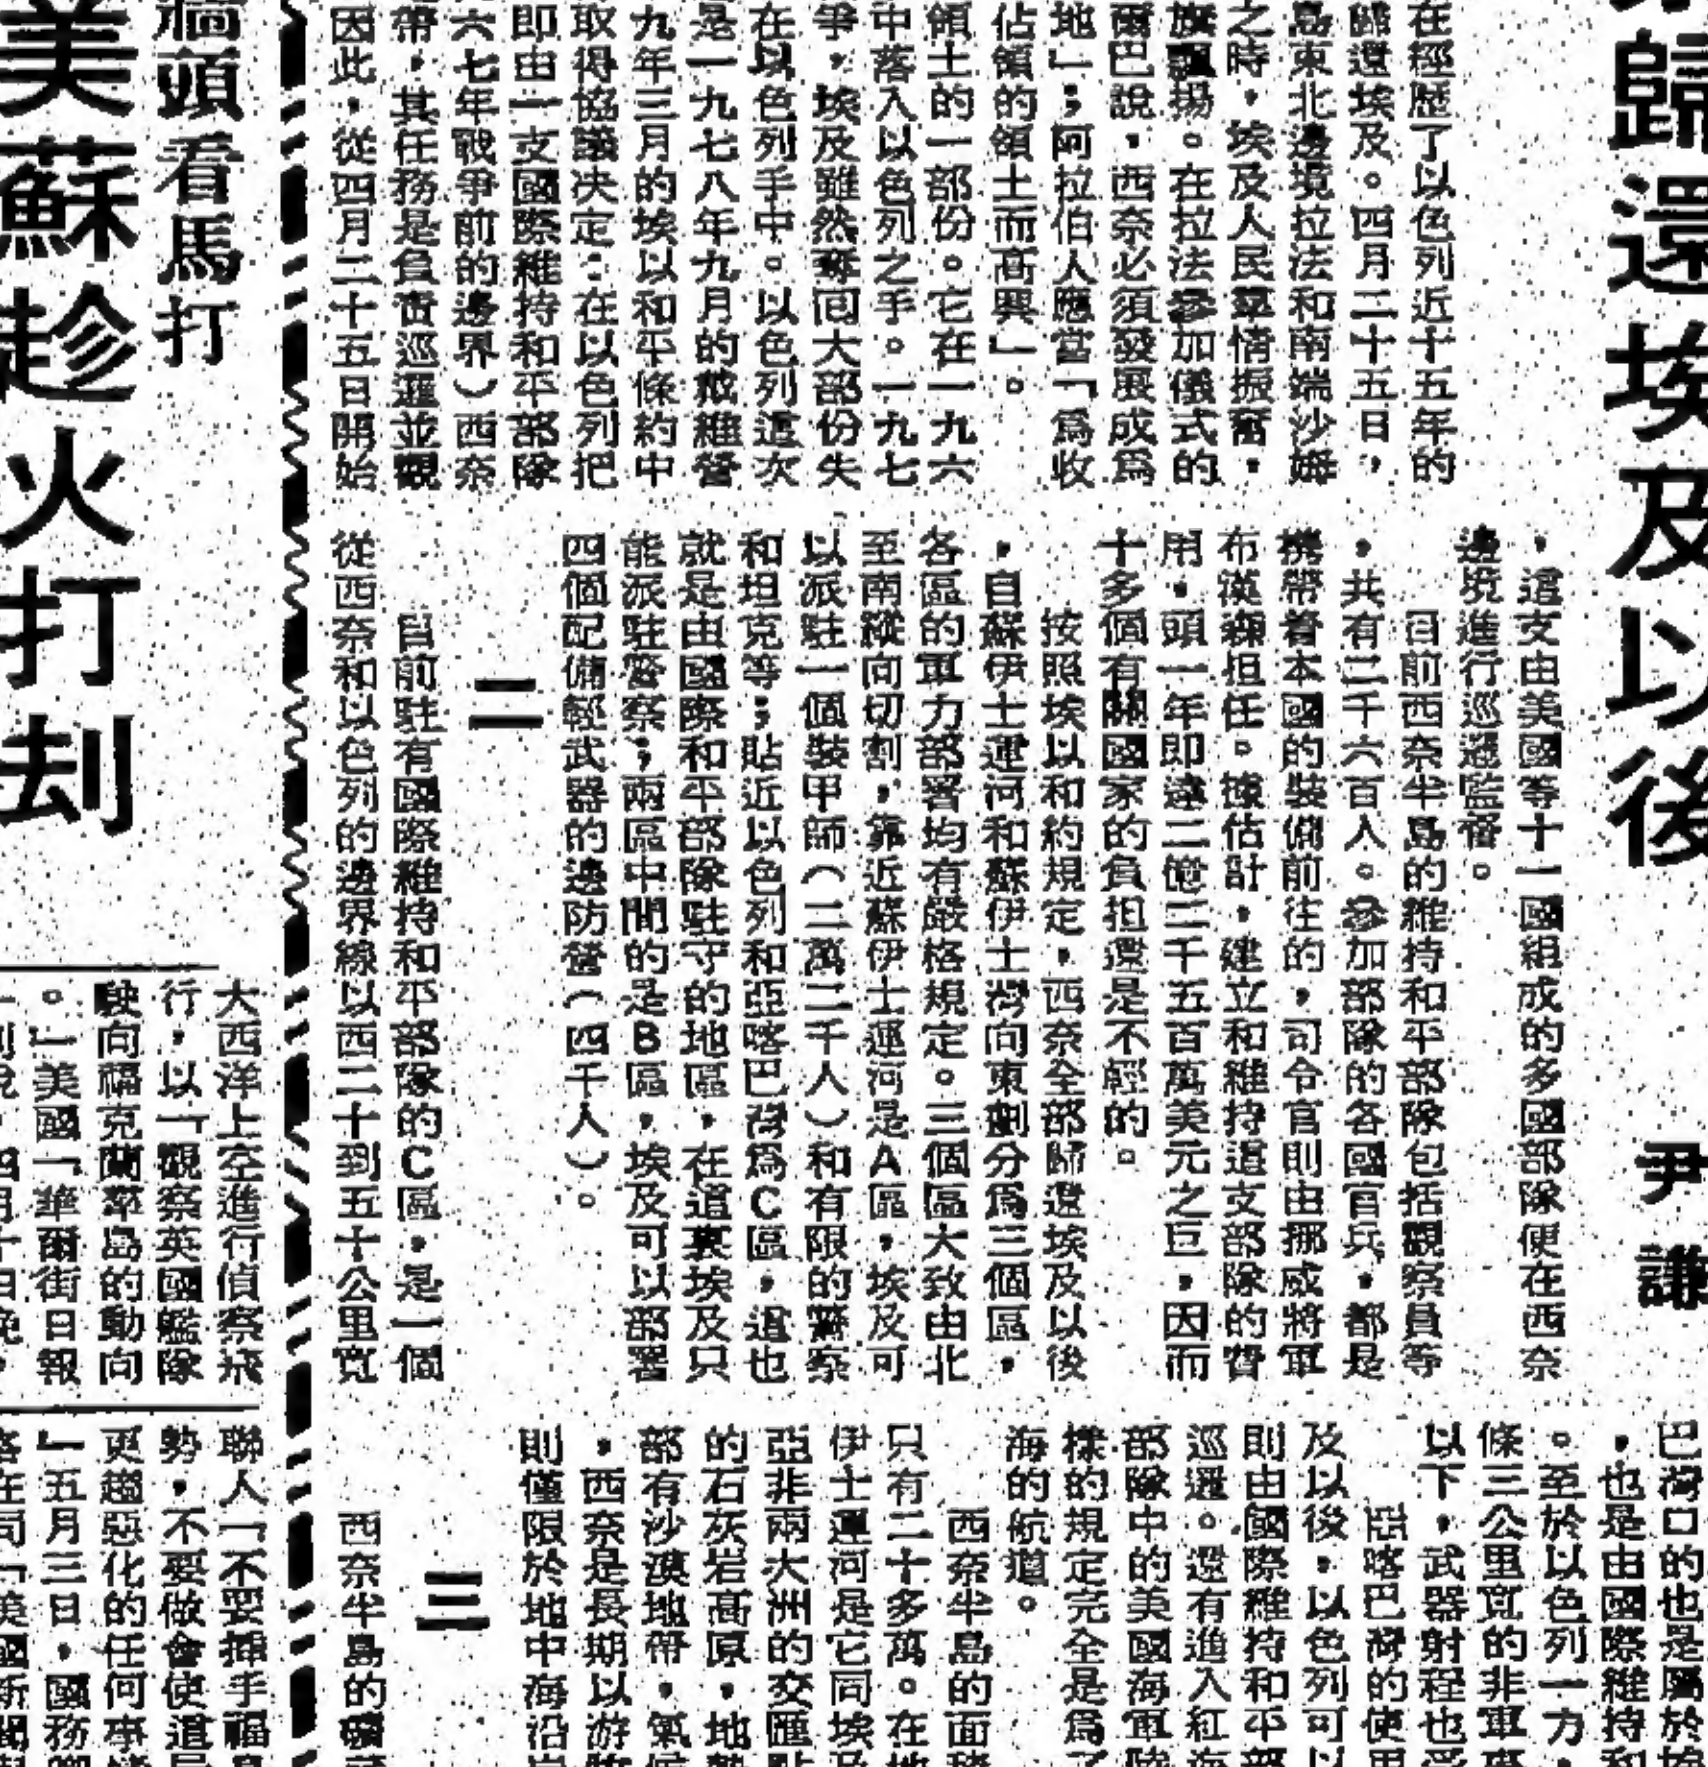 歸還埃及以後
尹謙
在經歷了以色列近十五年的
歸還埃及。四月二十五日，
島東北邊境拉法和南端沙姆
之時，埃及人民羣情振奮，
旗飄揚。在拉法參加儀式的
爾巴說，西奈必須發展成爲
地」；阿拉伯人應當「爲收
佔領的領土而高興」。
領土的一部份。它在一九六
中落入以色列之手。一九七
爭，埃及雖然奪回大部份失
在以色列手中。以色列這次
是一九七八年九月的戴維營
九年三月的埃以和平條約中
取得協議決定：在以色列把
即由一支國際維持和平部隊
六七年戰爭前的邊界）西奈
帶，其任務是負責巡邏並觀
因此，從四月二十五日開始
，這支由美國等十一國組成的多國部隊便在西奈
邊境進行巡邏監督。
目前西奈半島的維持和平部隊包括觀察員等
，共有二千六百人。參加部隊的各國官兵，都是
携帶着本國的裝備前往的，司令官則由挪威將軍
布漢森担任。據估計，建立和維持這支部隊的費
用，頭一年即達二億二千五百萬美元之巨，因而
十多個有關國家的負担還是不輕的。
按照埃以和約規定，西奈全部歸還埃及以後
，自蘇伊士運河和蘇伊士灣向東劃分爲三個區，
各區的軍力部署均有嚴格規定。三個區大致由北
至南縱向切割，靠近蘇伊士運河是A區，埃及可
以派駐一個裝甲師（二萬二千人）和有限的警察
和坦克等；貼近以色列和亞喀巴灣爲C區，這也
就是由國際和平部隊駐守的地區，在這裏埃及只
能派駐警察；兩區中間的是B區，埃及可以部署
四個配備輕武器的邊防營（四千人）。
二
目前駐有國際維持和平部隊的C區，是一個
從西奈和以色列的邊界線以西二十到五十公里寬
巴灣口的也是屬於埃
，也是由國際維持和
。至於以色列一方，
條三公里寬的非軍事
以下，武器射程也受
亞喀巴灣的使用
及以後，以色列可以
則由國際維持和平部
巡邏。還有進入紅海
部隊中的美國海軍陸
樣的規定完全是爲了
海的航道。
西奈半島的面積
只有二十多萬。在地
伊士運河是它同埃及
亞非兩大洲的交匯點
的石灰岩高原，地勢
部有沙漠地帶，氣候
，西奈是長期以游牧
則僅限於地中海沿岸
三
西奈半島的礦
牆頭看馬打
美蘇趁火打刦
大西洋上空進行偵察飛
行，以「觀察英國艦隊
駛向福克蘭羣島的動向
。」美國「華爾街日報
聯人「不要揷手福
勢，不要做會使這
更趨惡化的任何事
」五月三日，國務